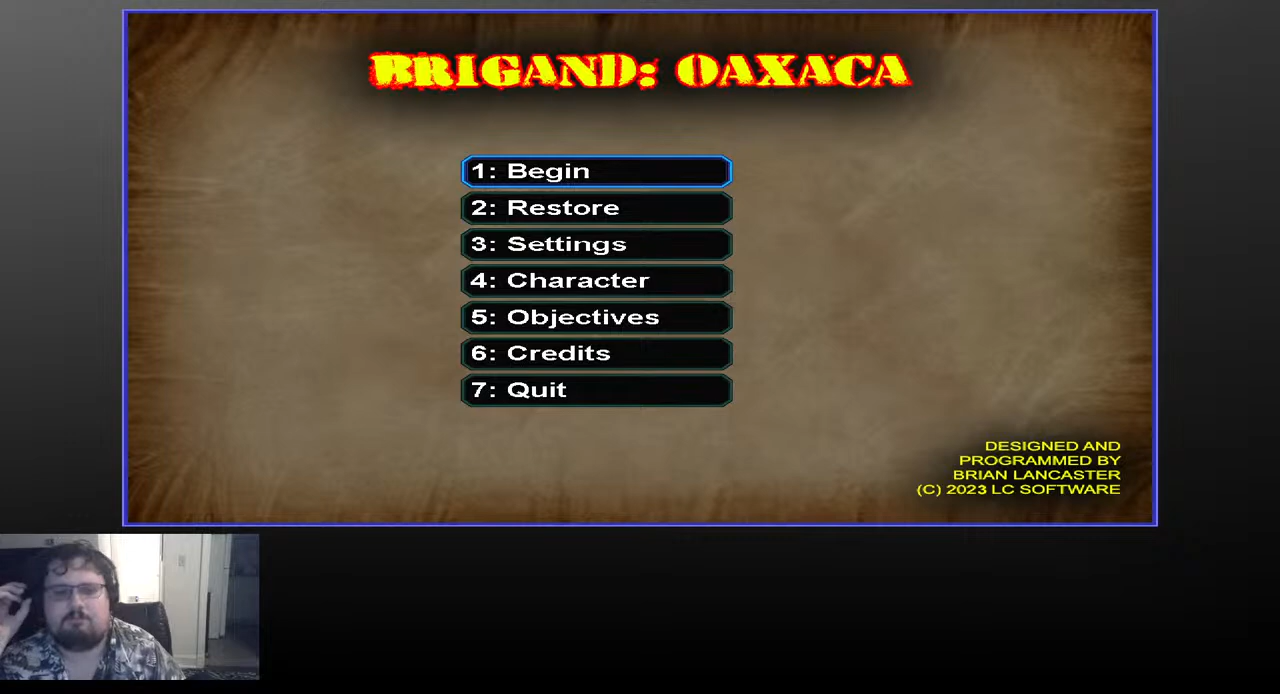 BRIGAND: OAXACA
1: Begin
2: Restore
3: Settings
4: Character
5: Objectives
6: Credits
7: Quit
DESIGNED AND
PROGRAMMED BY
BRIAN LANCASTER
(C) 2023 LC SOFTWARE